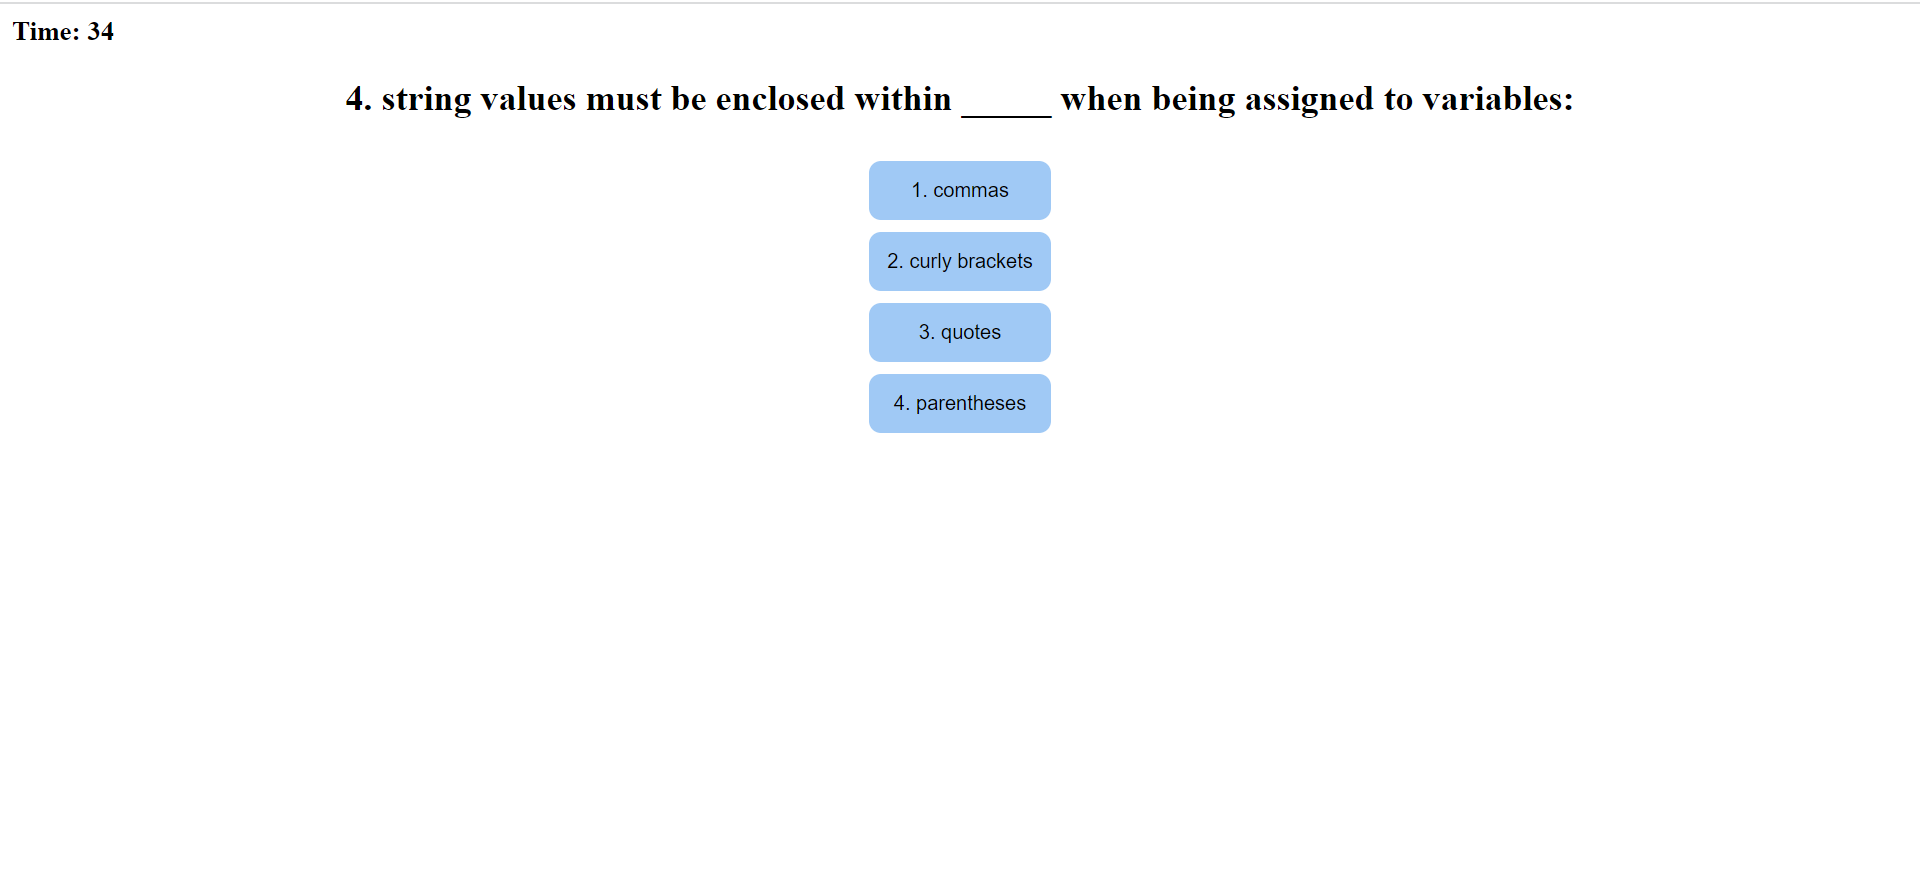 Time: 34
4. string values must be enclosed within _____ when being assigned to variables:
1. commas
2. curly brackets
3. quotes
4. parentheses